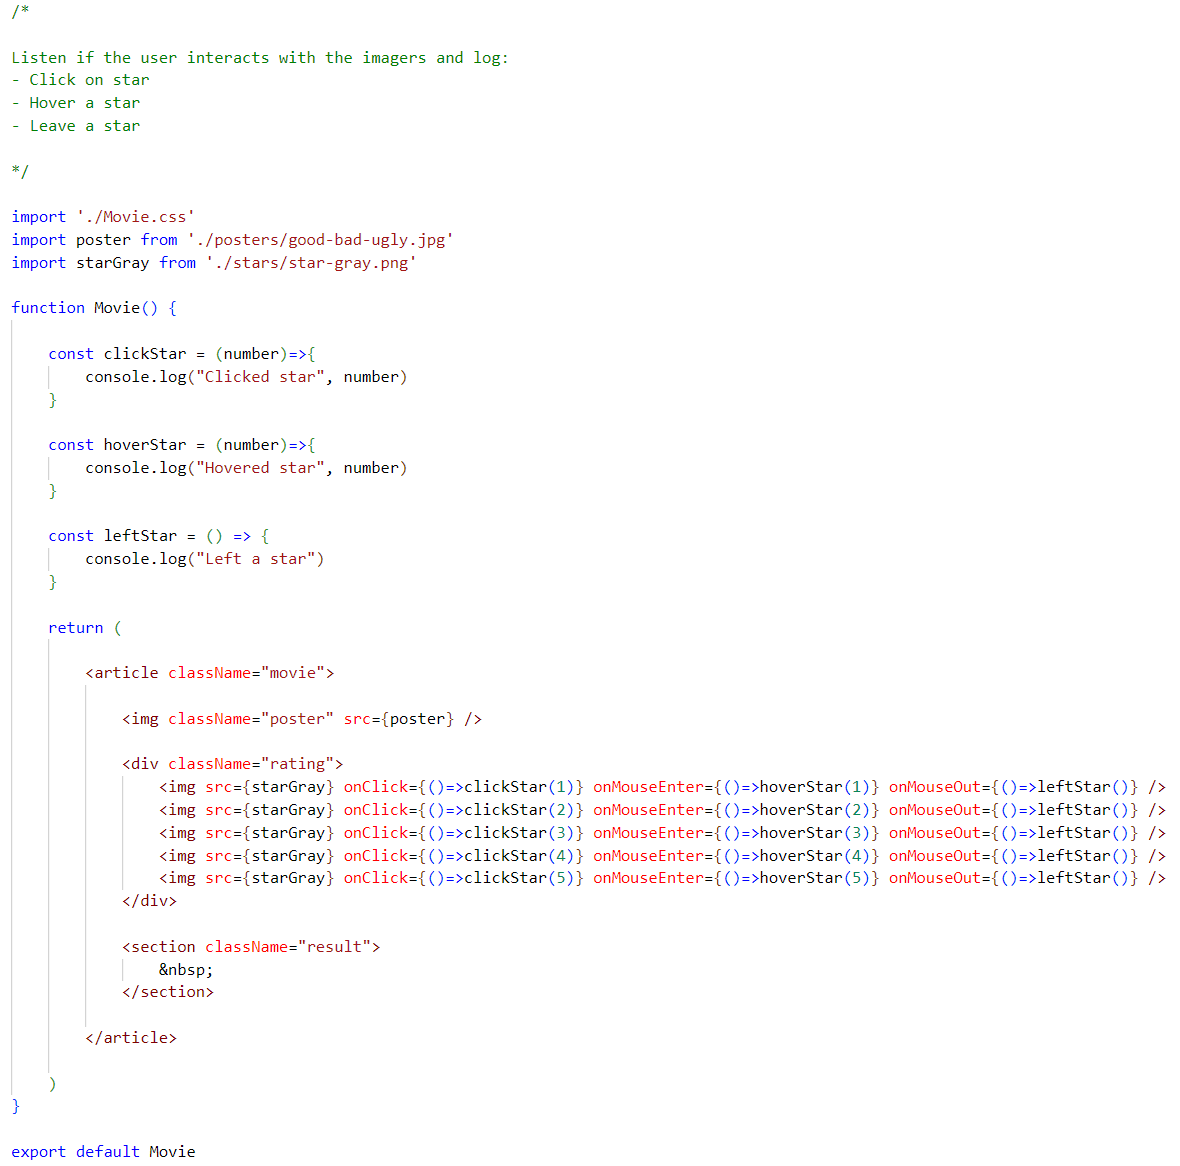 /*
Listen if the user interacts with the imagers and log:
- Click on star
- Hover a star
- Leave a star
*/
import './Movie.css'
import poster from './posters/good-bad-ugly.jpg'
import starGray from './stars/star-gray.png'
function Movie() {
const clickStar = (number)=>{
console.log("Clicked star", number)
}
const hoverStar = (number)=>{
console.log("Hovered star", number)
}
const leftStar = () => {
console.log("Left a star")
}
return (
<article className="movie">
<img className="poster" src={poster} />
<div className="rating">
<img src={starGray} onClick={()=>clickStar(1)} onMouseEnter={()=>hoverStar(1)} onMouseOut={()=>leftStar()} />
<img src={starGray} onClick={()=>clickStar(2)} onMouseEnter={()=>hoverStar(2)} onMouseOut={()=>leftStar()} />
<img src={starGray} onClick={()=>clickStar(3)} onMouseEnter={()=>hoverStar(3)} onMouseOut={()=>leftStar()} />
<img src={starGray} onClick={()=>clickStar(4)} onMouseEnter={()=>hoverStar(4)} onMouseOut={()=>leftStar()} />
<img src={starGray} onClick={()=>clickStar(5)} onMouseEnter={()=>hoverStar(5)} onMouseOut={()=>leftStar()} />
</div>
<section className="result">
&nbsp;
</section>
</article>
)
}
export default Movie